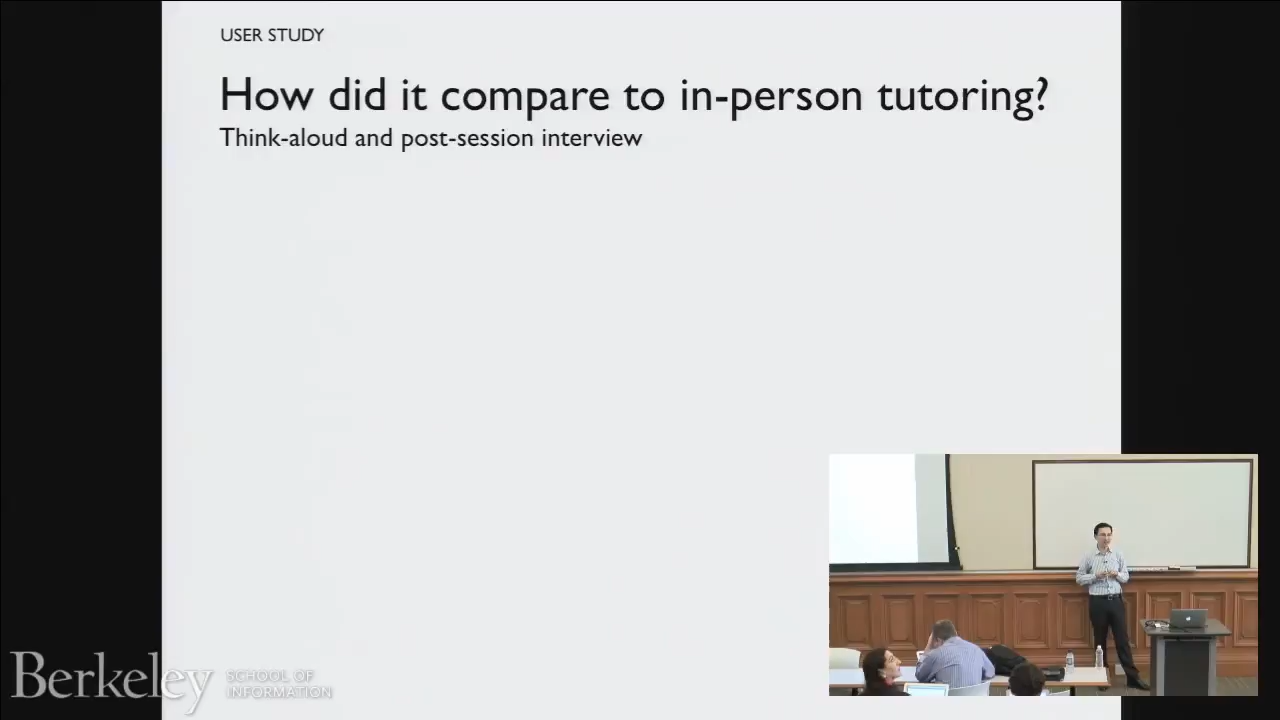 USER STUDY
How did it compare to in-person tutoring?
Think-aloud and post-session interview
Berkeley
SCHOOL OF
INFORMATION